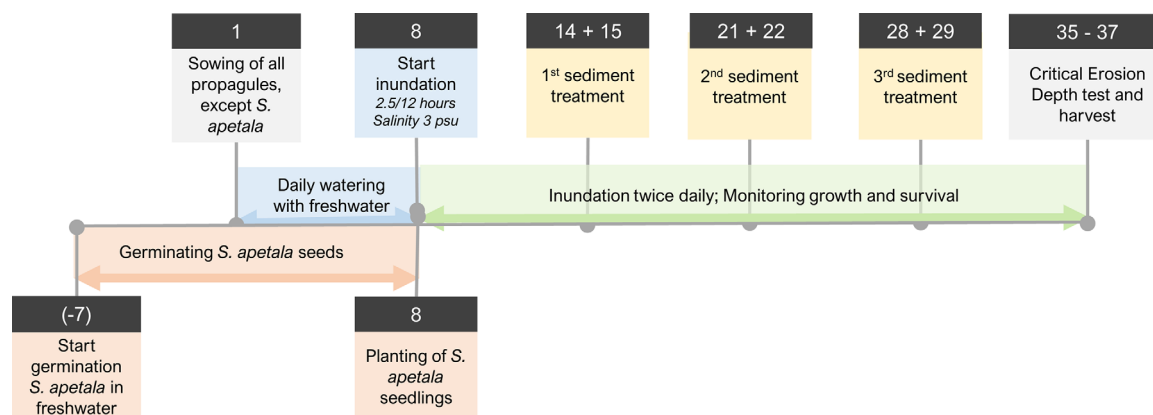 1
Sowing of all
propagules,
except S.
apetala
8
Start
inundation
2.5/12 hours
Salinity 3 psu
14 + 15
1st sediment
treatment
21 + 22
2nd sediment
treatment
28 + 29
3rd sediment
treatment
35 - 37
Critical Erosion
Depth test and
harvest
Daily watering
with freshwater
Inundation twice daily; Monitoring growth and survival
Germinating S. apetala seeds
(-7)
Start
germination
S. apetala in
freshwater
8
Planting of S.
apetala
seedlings